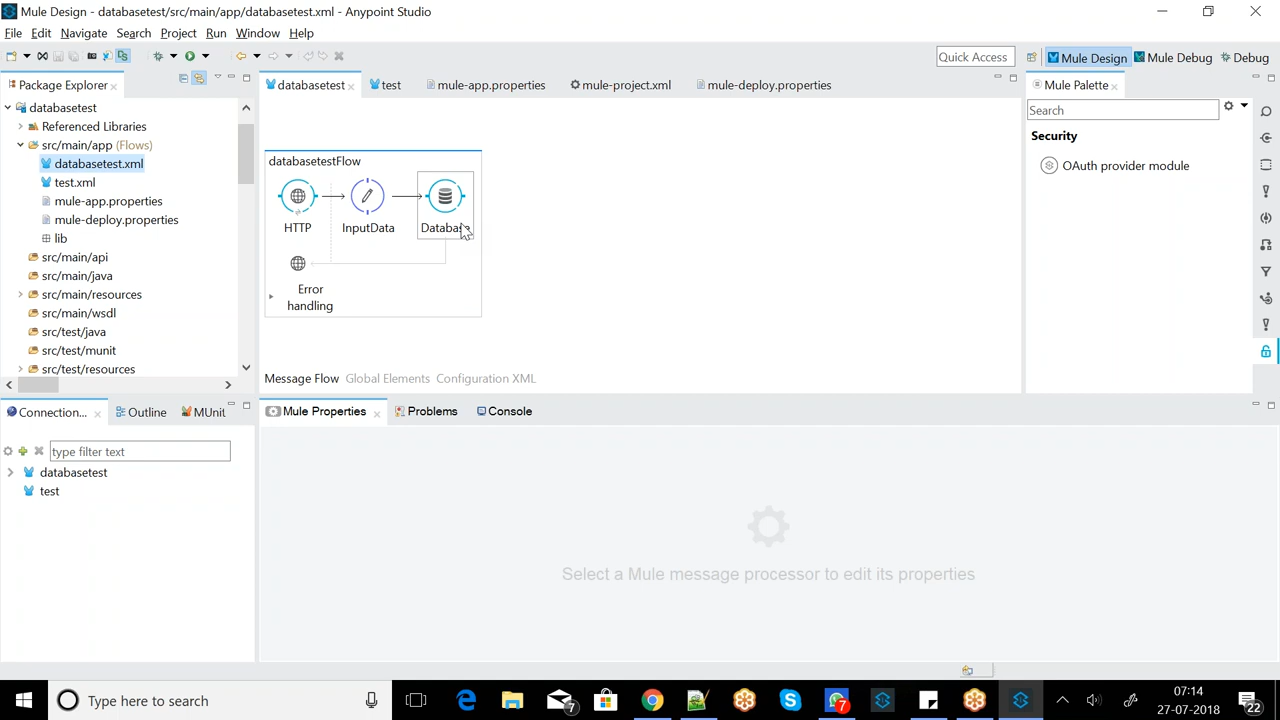 Mule Design - databasetest/src/main/app/databasetest.xml - Anypoint Studio
File Edit Navigate Search Project Run Window Help
Quick Access
Mule Design
Mule Debug
Debug
Package Explorer
databasetest
Referenced Libraries
src/main/app (Flows)
databasetest.xml
test.xml
mule-app.properties
mule-deploy.properties
lib
src/main/api
src/main/java
src/main/resources
src/main/wsdl
src/test/java
src/test/munit
src/test/resources
databasetest
test
mule-app.properties
mule-project.xml
mule-deploy.properties
databasetestFlow
HTTP
InputData
Database
Error
handling
Message Flow Global Elements Configuration XML
Mule Palette
Search
Security
OAuth provider module
Connection...
Outline
MUnit
type filter text
databasetest
test
Mule Properties
Problems
Console
Select a Mule message processor to edit its properties
Type here to search
7
7
07:14
27-07-2018
22